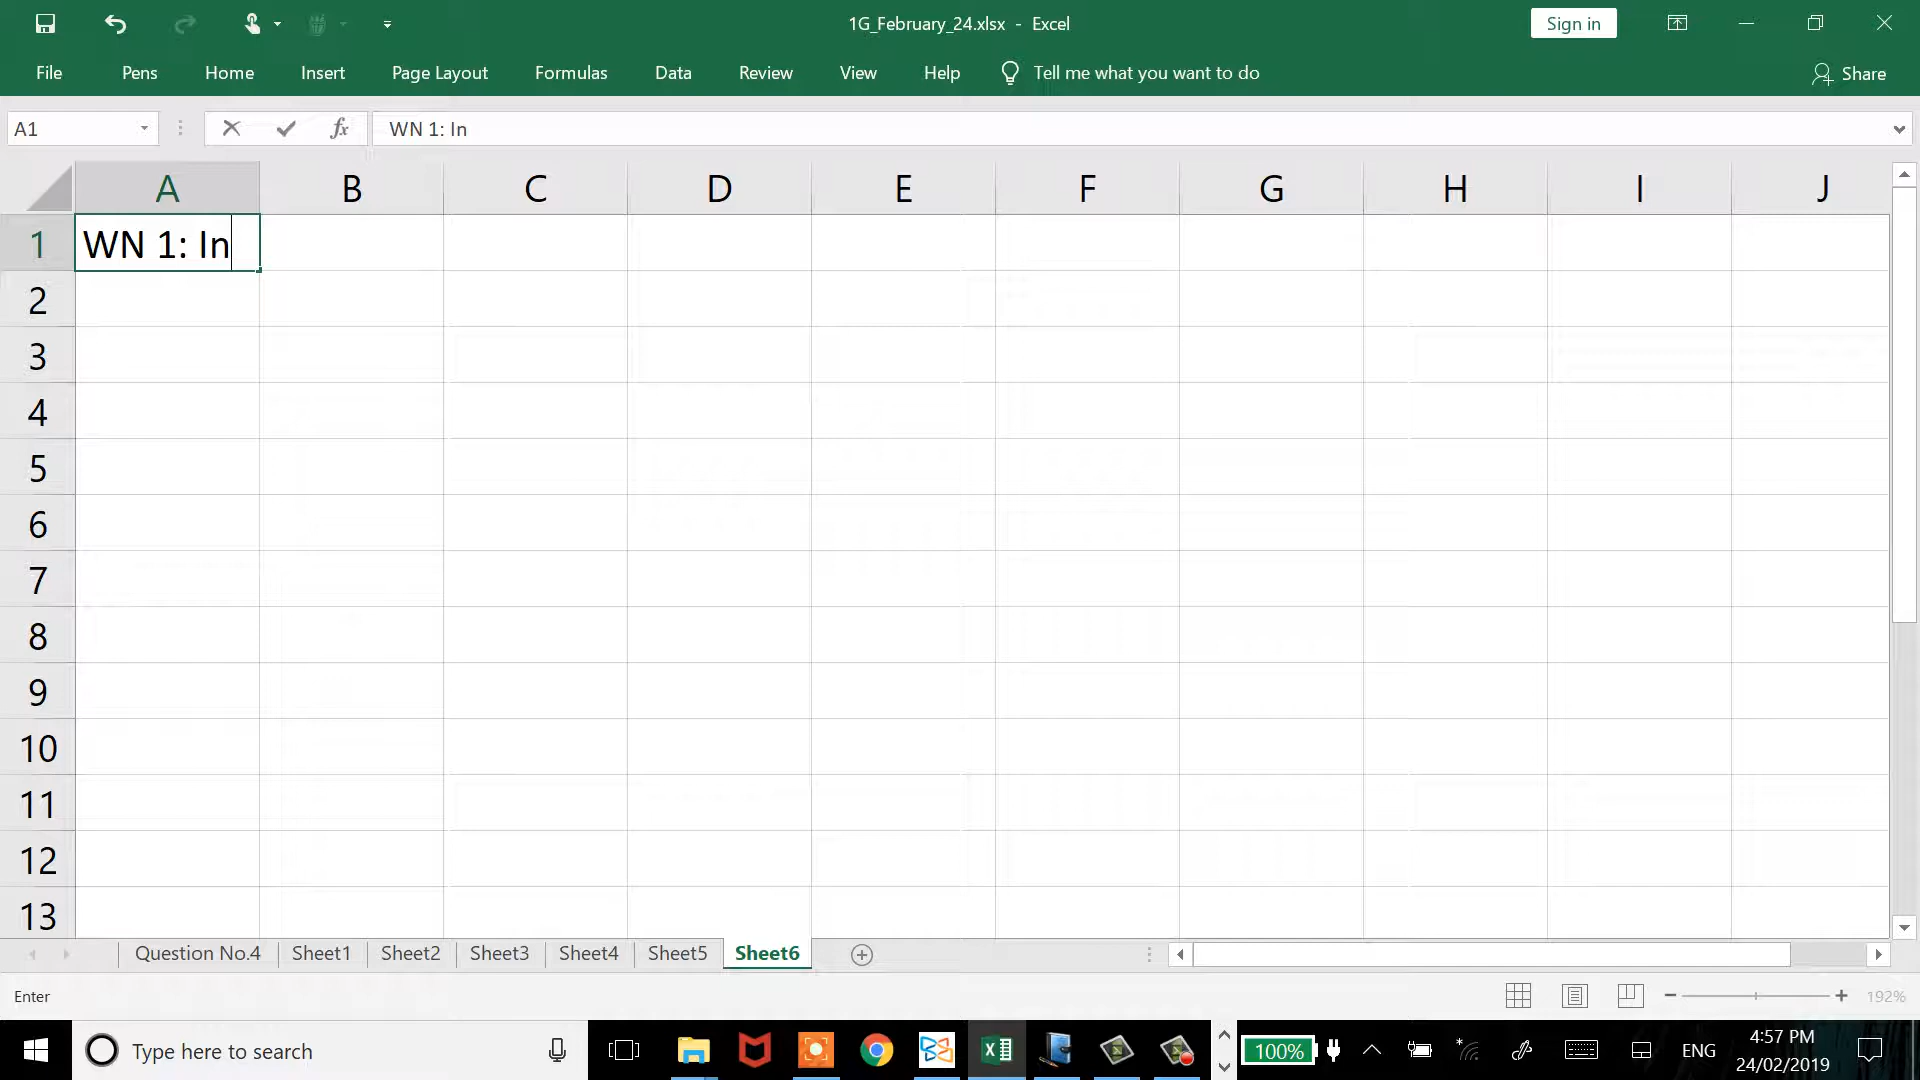 1G_February_24.xlsx - Excel
Sign in
File Pens Home Insert Page Layout Formulas Data Review View Help Tell me what you want to do Share
A1 fx WN 1: In
A B C D E F G H I J
1 WN 1: In
2
3
4
5
6
7
8
9
10
11
12
13
Question No.4 Sheet1 Sheet2 Sheet3 Sheet4 Sheet5 Sheet6
Enter 192%
Type here to search 100% ENG 4:57 PM
24/02/2019